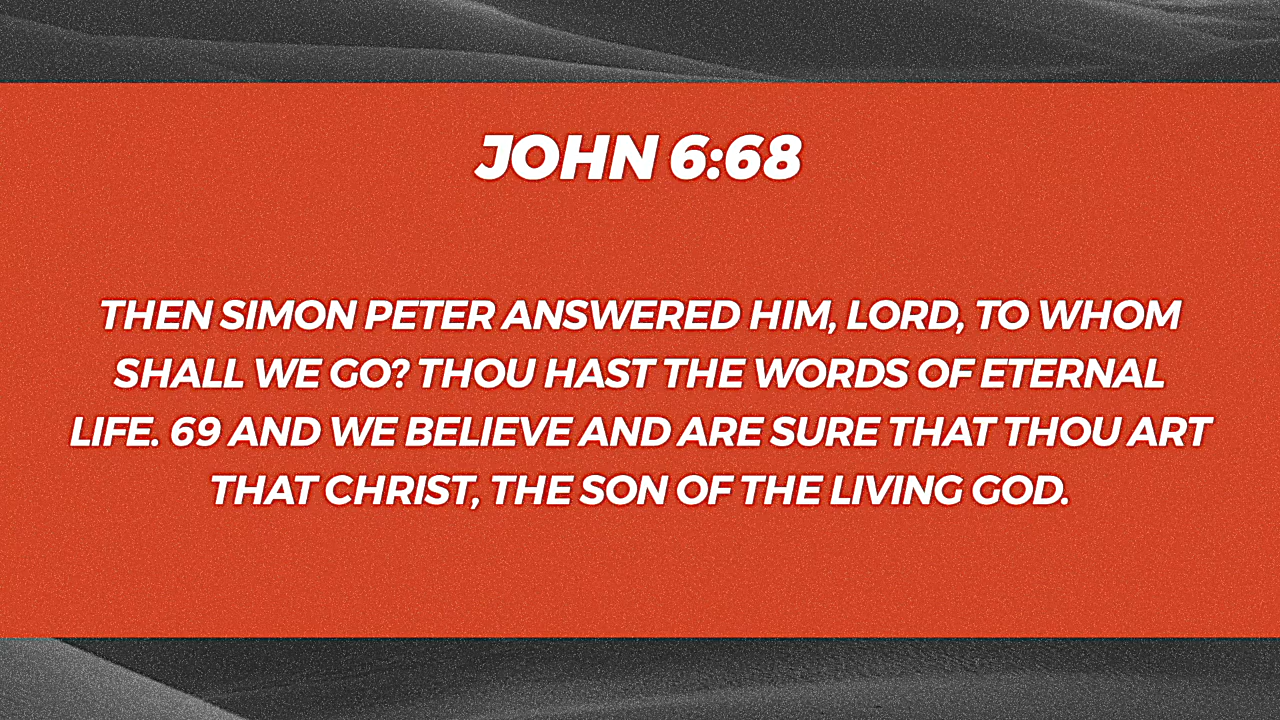 JOHN 6:68
THEN SIMON PETER ANSWERED HIM, LORD, TO WHOM
SHALL WE GO? THOU HAST THE WORDS OF ETERNAL
LIFE. 69 AND WE BELIEVE AND ARE SURE THAT THOU ART
THAT CHRIST, THE SON OF THE LIVING GOD.